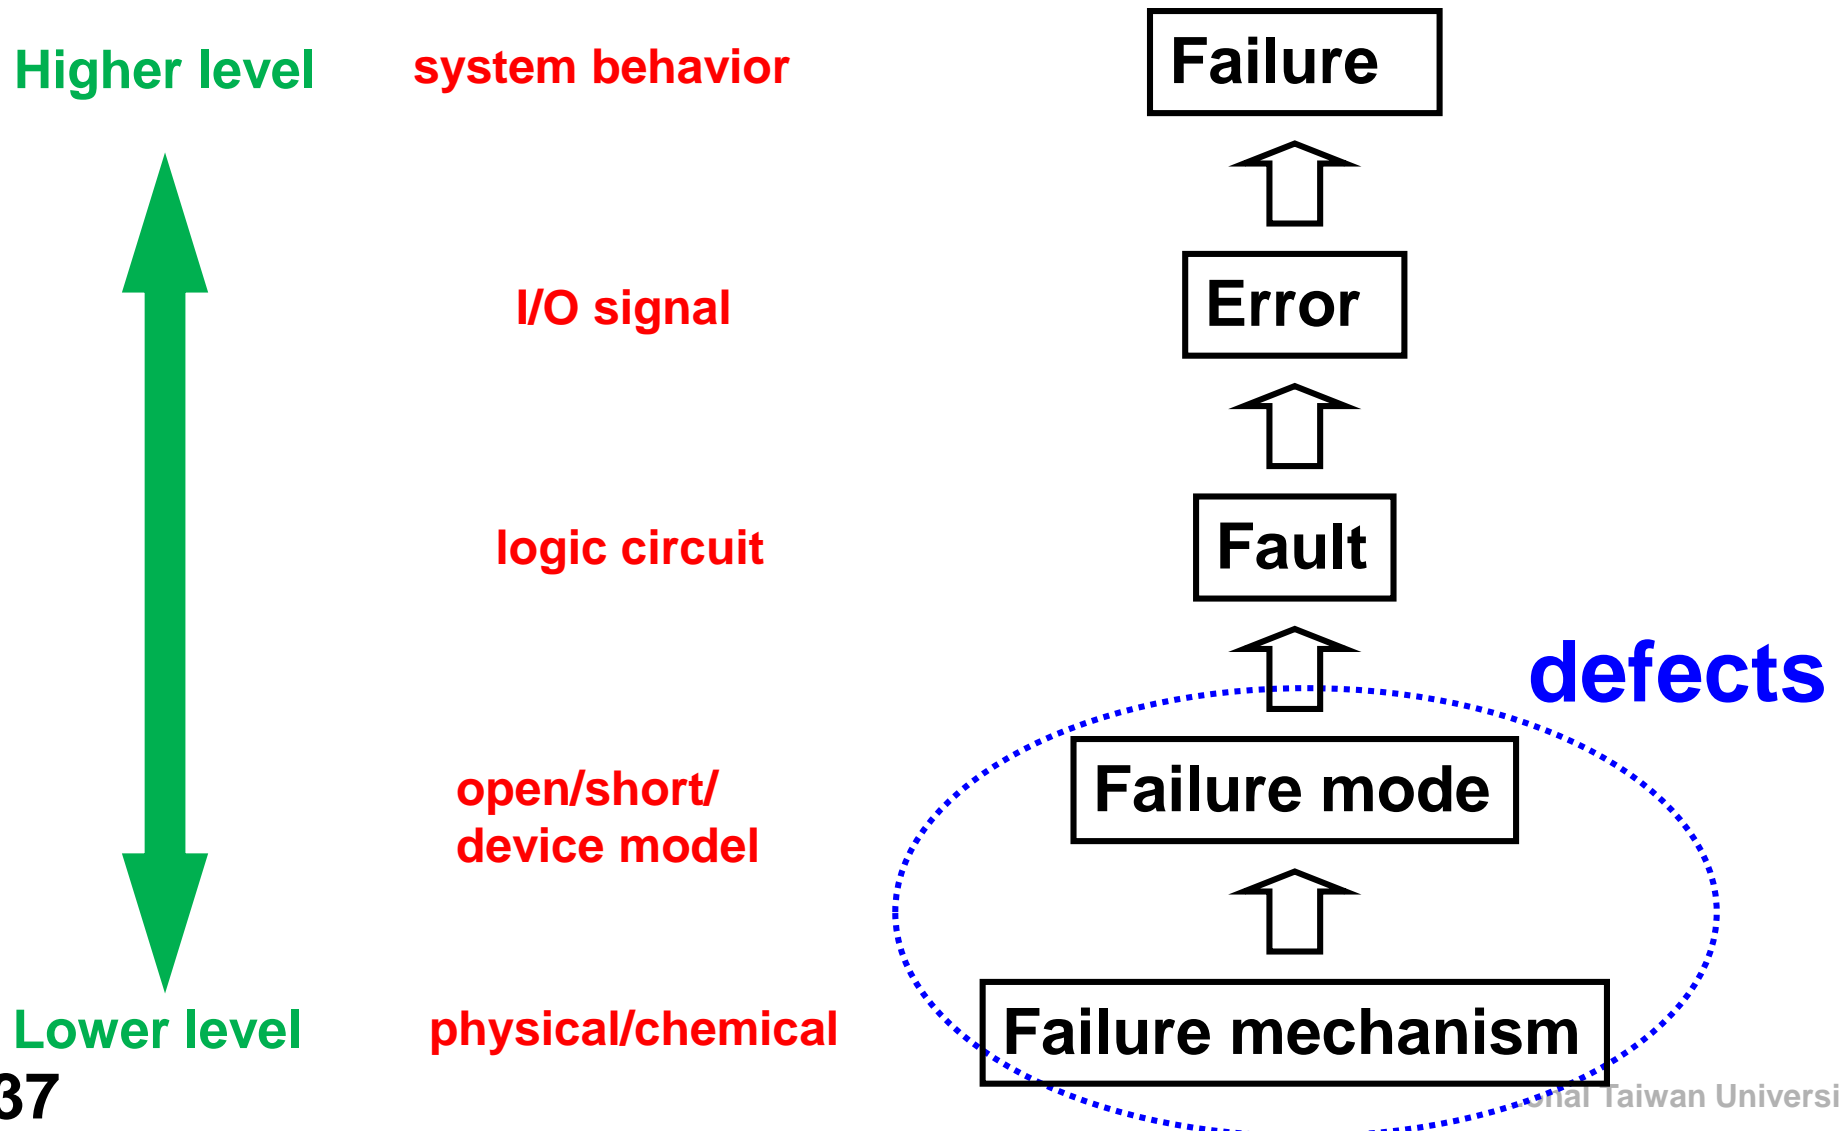 Higher level
system behavior
Failure
I/O signal
Error
logic circuit
Fault
defects
open/short/
device model
Failure mode
Lower level
physical/chemical
Failure mechanism
37
Taiwan